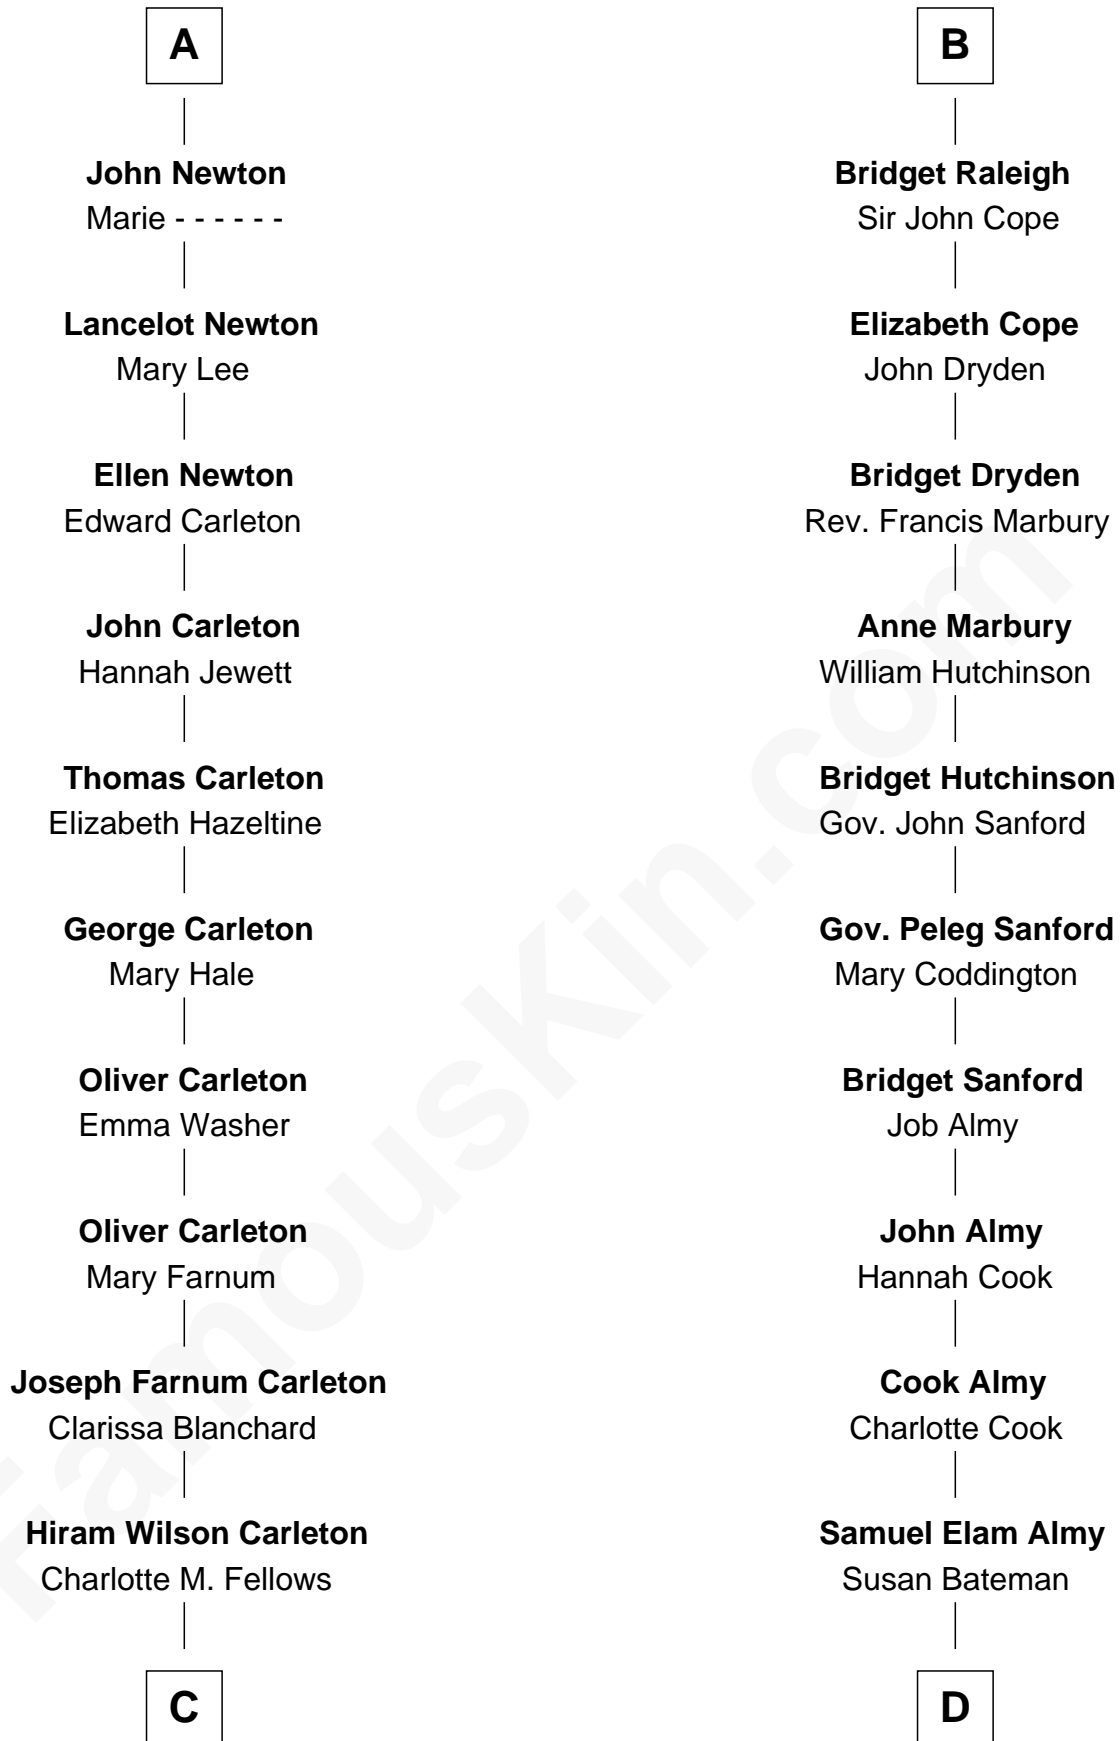 A
John Newton
Marie - - - - - -
Lancelot Newton
Mary Lee
Ellen Newton
Edward Carleton
John Carleton
Hannah Jewett
Thomas Carleton
Elizabeth Hazeltine
George Carleton
Mary Hale
Oliver Carleton
Emma Washer
Oliver Carleton
Mary Farnum
Joseph Farnum Carleton
Clarissa Blanchard
Hiram Wilson Carleton
Charlotte M. Fellows
C
B
Bridget Raleigh
Sir John Cope
Elizabeth Cope
John Dryden
Bridget Dryden
Rev. Francis Marbury
Anne Marbury
William Hutchinson
Bridget Hutchinson
Gov. John Sanford
Gov. Peleg Sanford
Mary Coddington
Bridget Sanford
Job Almy
John Almy
Hannah Cook
Cook Almy
Charlotte Cook
Samuel Elam Almy
Susan Bateman
D
FamousKin.com